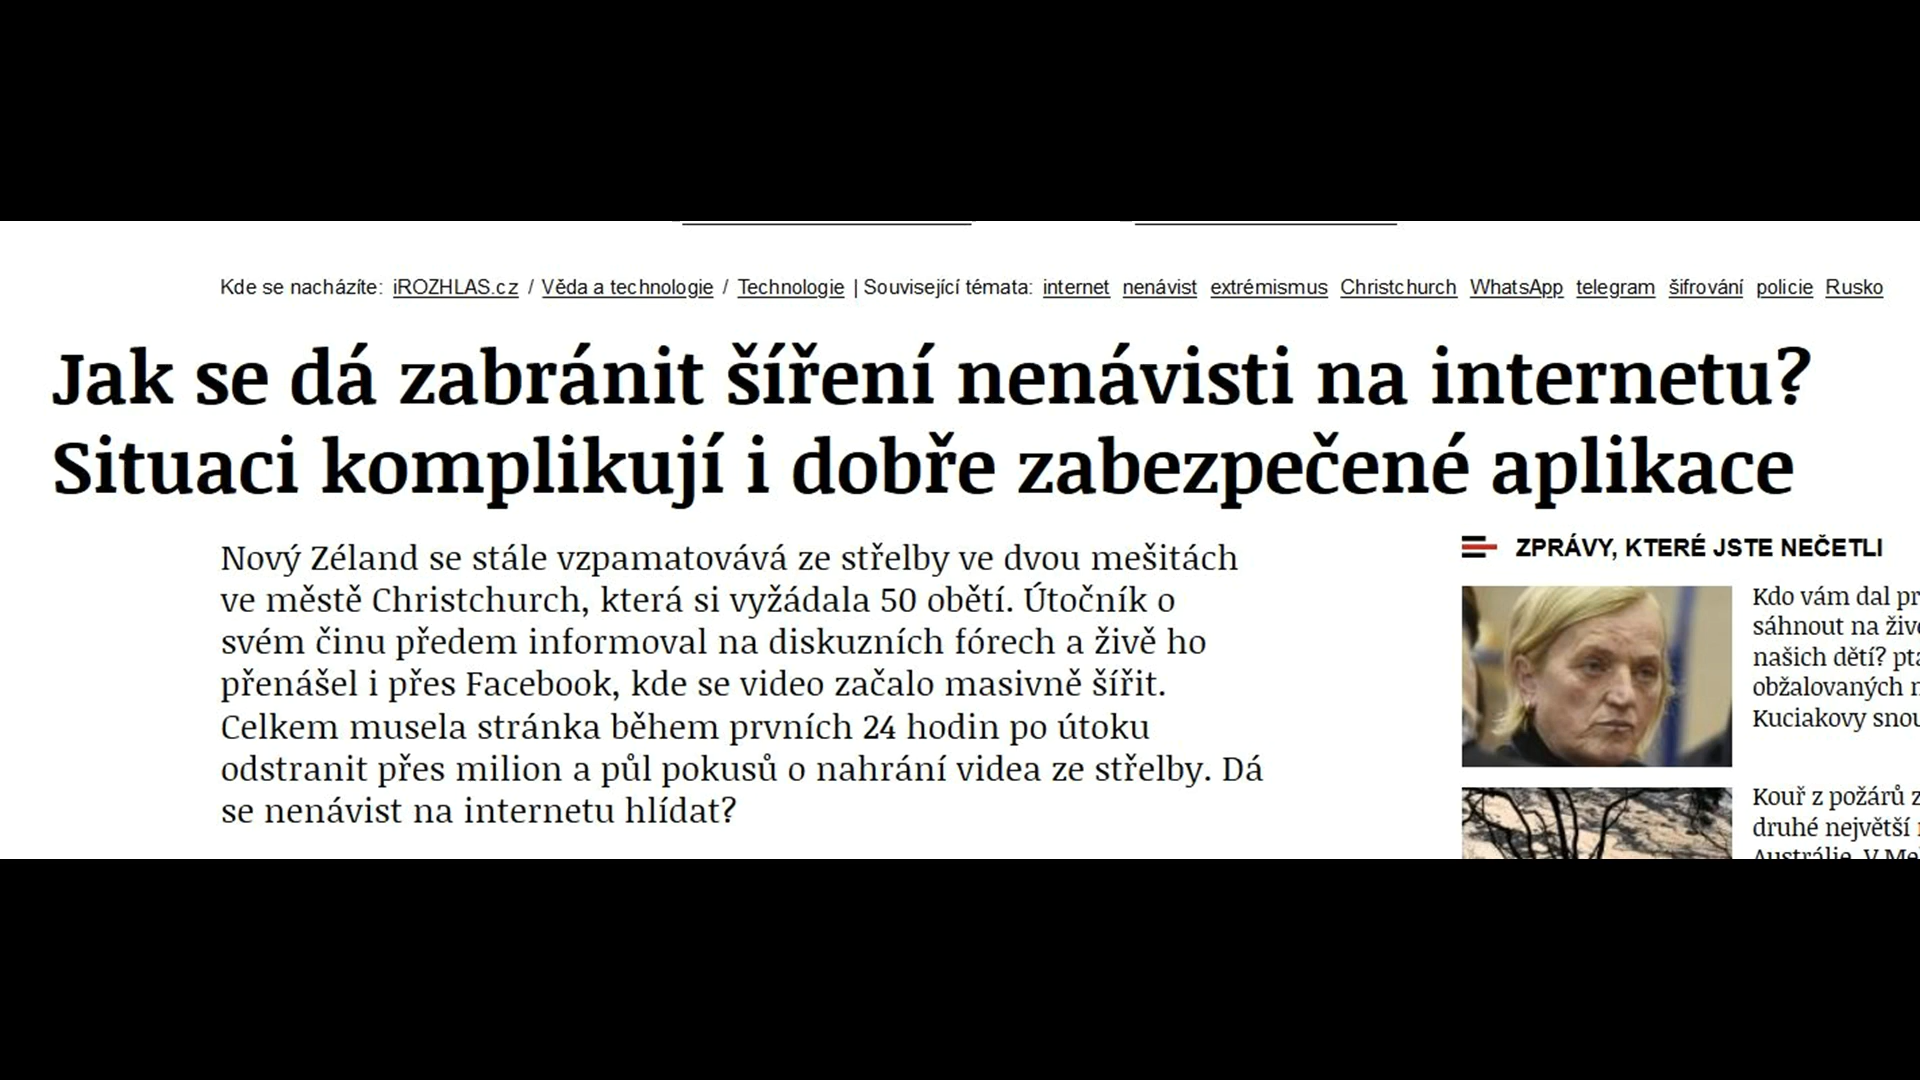 Kde se nacházíte: iROZHLAS.cz / Věda a technologie / Technologie | Související témata: internet nenávist extrémismus Christchurch WhatsApp telegram šifrování policie Rusko
Jak se dá zabránit šíření nenávisti na internetu?
Situaci komplikují i dobře zabezpečené aplikace
Nový Zéland se stále vzpamatovává ze střelby ve dvou mešitách
ve městě Christchurch, která si vyžádala 50 obětí. Útočník o
svém činu předem informoval na diskuzních fórech a živě ho
přenášel i přes Facebook, kde se video začalo masivně šířit.
Celkem musela stránka během prvních 24 hodin po útoku
odstranit přes milion a půl pokusů o nahrání videa ze střelby. Dá
se nenávist na internetu hlídat?
ZPRÁVY, KTERÉ JSTE NEČETLI
Kdo vám dal
sáhnout na
našich dětí?
obžalovaných
Kuciakovy
Kouř z požárů
druhé největší
Austrálie. V